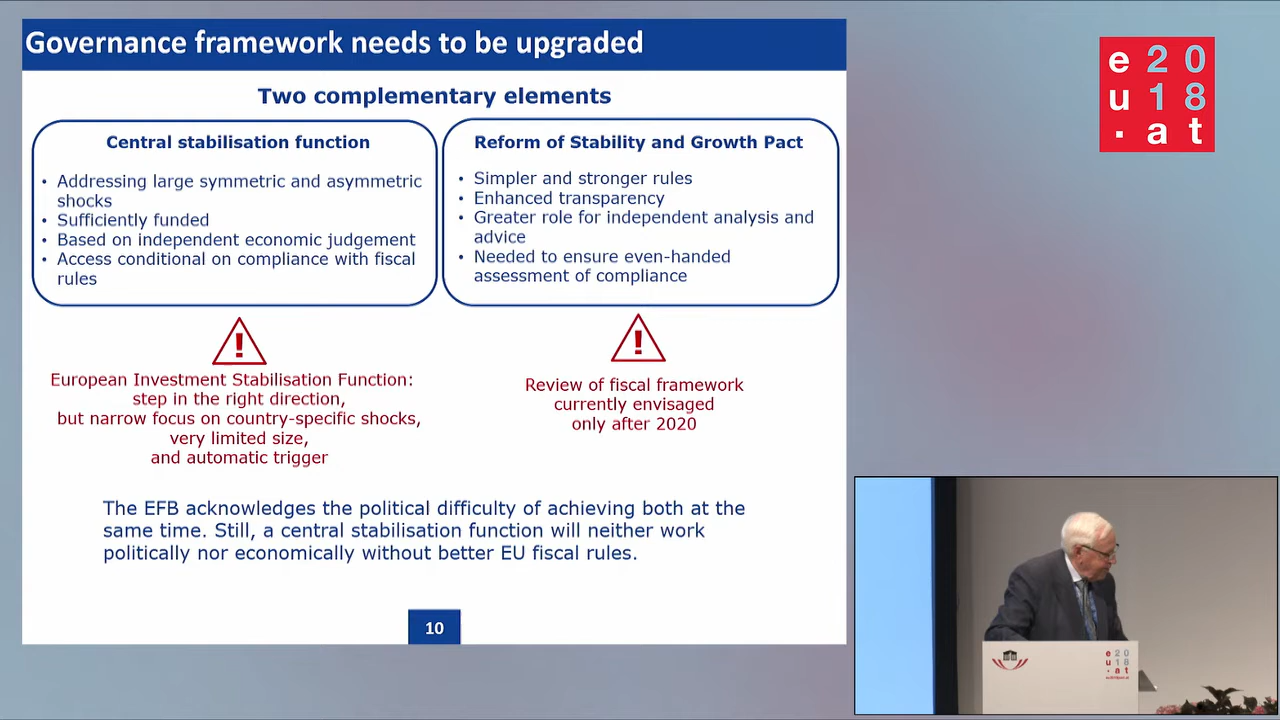 Governance framework needs to be upgraded
Two complementary elements
Central stabilisation function
• Addressing large symmetric and asymmetric
shocks
• Sufficiently funded
• Based on independent economic judgement
• Access conditional on compliance with fiscal
rules
Reform of Stability and Growth Pact
• Simpler and stronger rules
• Enhanced transparency
• Greater role for independent analysis and
advice
• Needed to ensure even-handed
assessment of compliance
!
European Investment Stabilisation Function:
step in the right direction,
but narrow focus on country-specific shocks,
very limited size,
and automatic trigger
!
Review of fiscal framework
currently envisaged
only after 2020
The EFB acknowledges the political difficulty of achieving both at the
same time. Still, a central stabilisation function will neither work
politically nor economically without better EU fiscal rules.
10
e 2 0
u 1 8
. a t
e 2 0
u 1 8
. a t